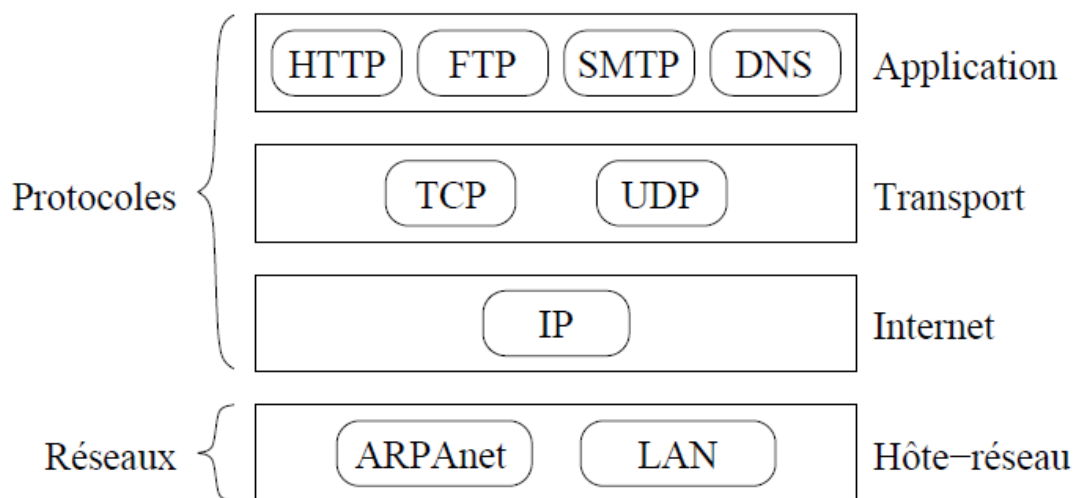 HTTP FTP SMTP DNS Application
Protocoles TCP UDP Transport
IP Internet
Réseaux ARPAnet LAN Hôte−réseau